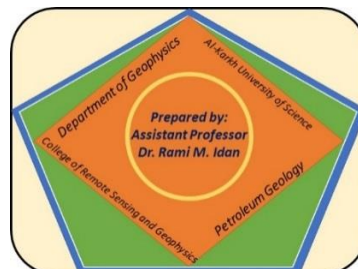 Department of Geophysics
Al-Karkh University of Science
Prepared by:
Assistant Professor
Dr. Rami M. Idan
College of Remote Sensing and Geophysics
Petroleum Geology